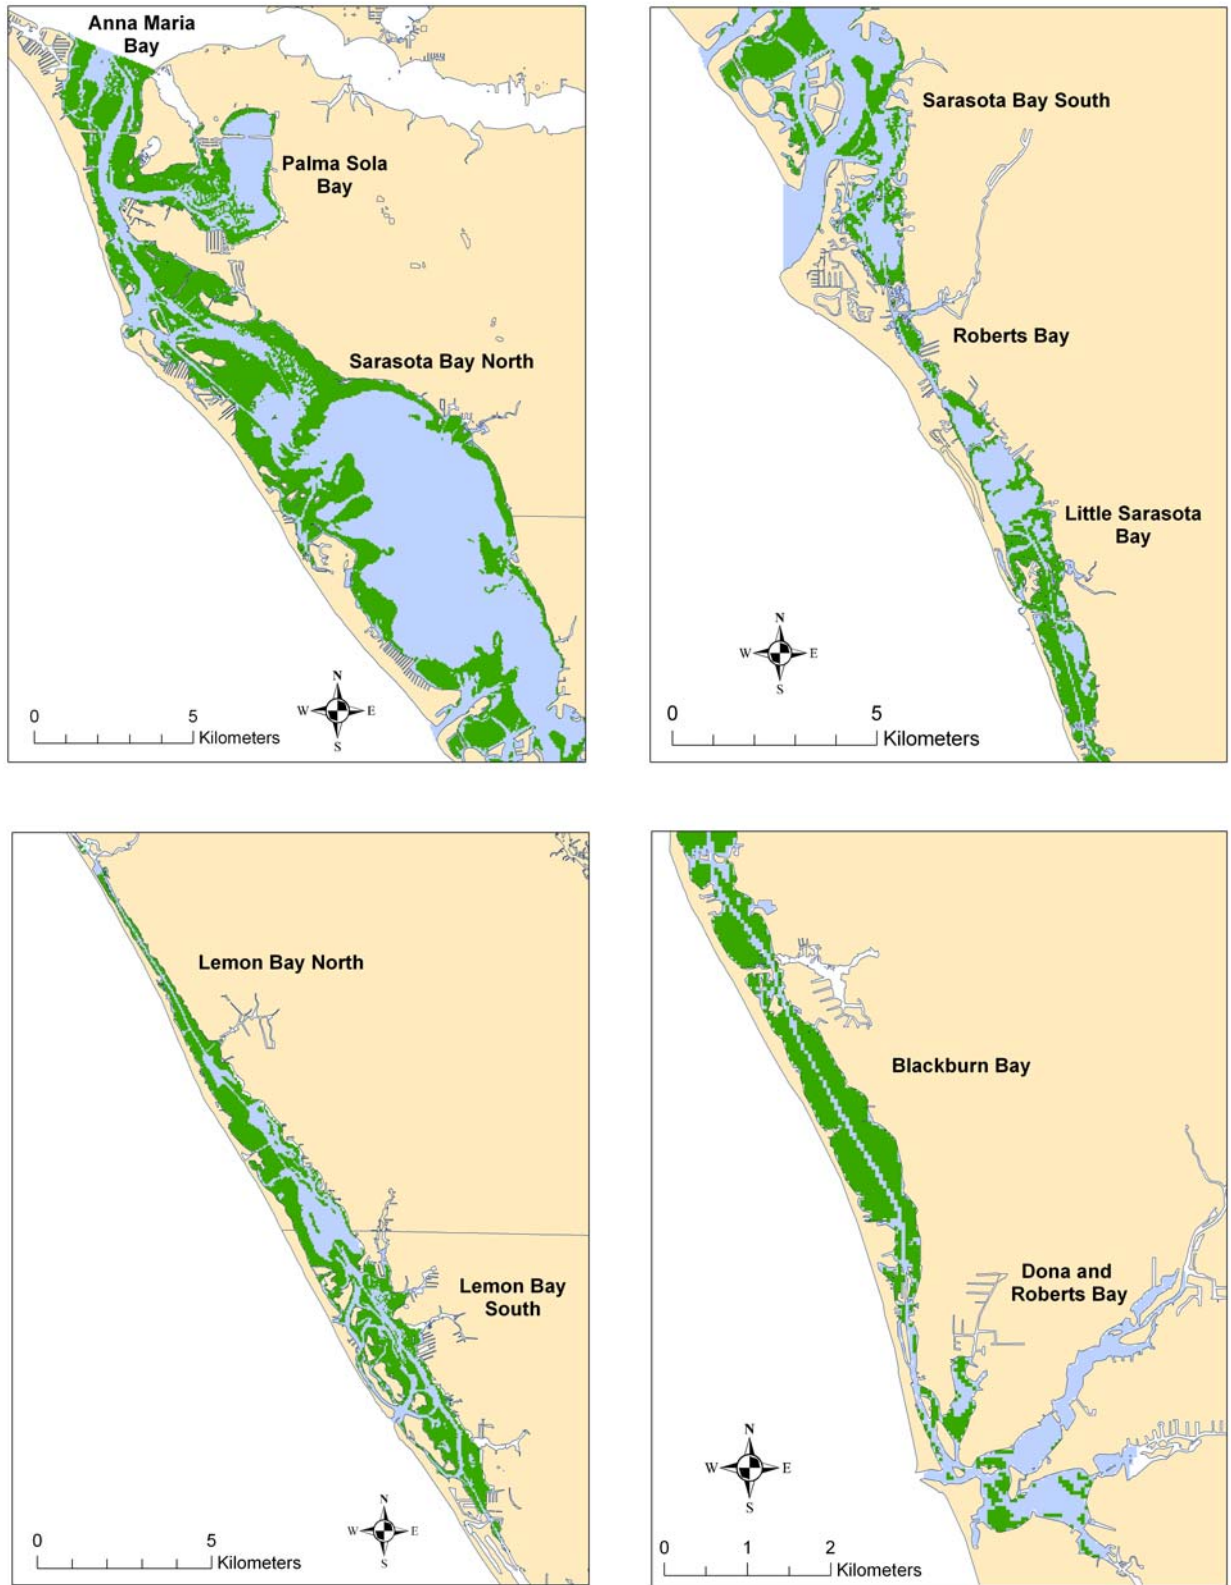 Anna Maria
Bay
Palma Sola
Bay
Sarasota Bay North
N
W E
S
0 5
Kilometers
Sarasota Bay South
Roberts Bay
Little Sarasota
Bay
N
W E
S
0 5
Kilometers
Lemon Bay North
Lemon Bay
South
N
W E
S
0 5
Kilometers
Blackburn Bay
Dona and
Roberts Bay
N
W E
S
0 1 2
Kilometers